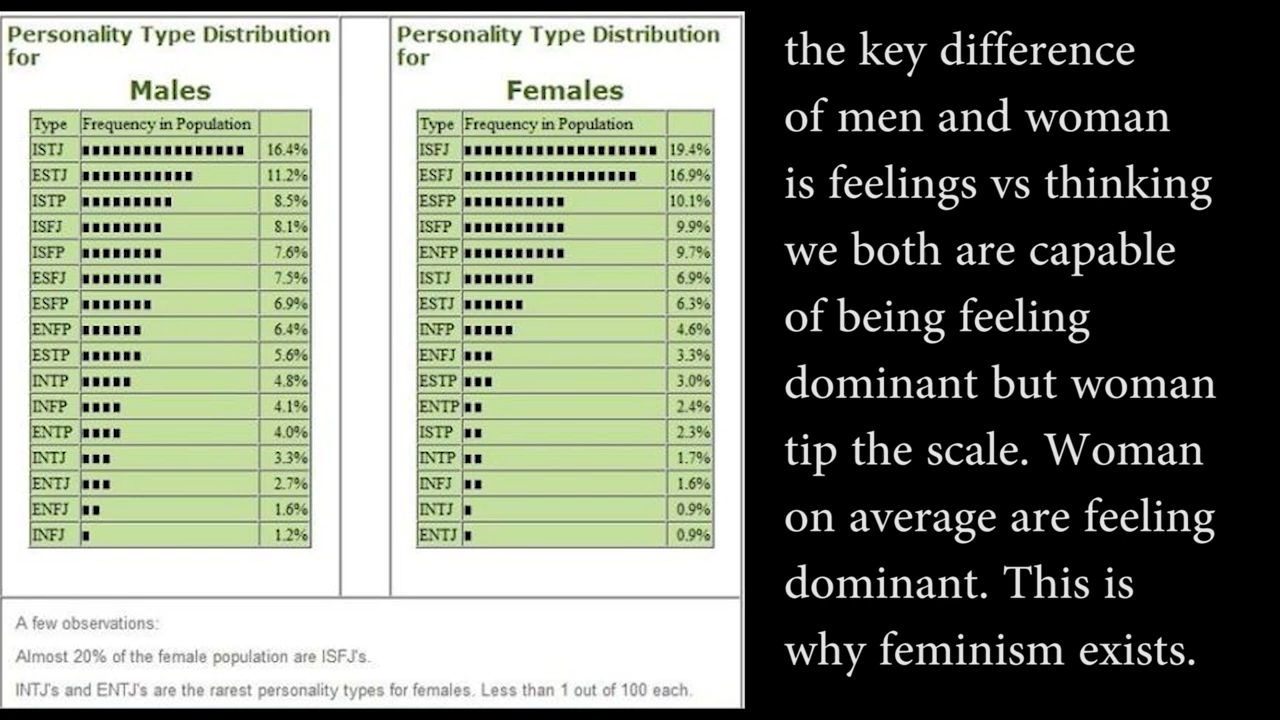 Personality Type Distribution
for
Males
Type Frequency in Population
ISTJ 16.4%
ESTJ 11.2%
ISTP 8.5%
ISFJ 8.1%
ISFP 7.6%
ESFJ 7.5%
ESFP 6.9%
ENFP 6.4%
ESTP 5.6%
INTP 4.8%
INFP 4.1%
ENTP 4.0%
INTJ 3.3%
ENTJ 2.7%
ENFJ 1.6%
INFJ 1.2%
Personality Type Distribution
for
Females
Type Frequency in Population
ISFJ 19.4%
ESFJ 16.9%
ESFP 10.1%
ISFP 9.9%
ENFP 9.7%
ISTJ 6.9%
ESTJ 6.3%
INFP 4.6%
ENFJ 3.3%
ESTP 3.0%
ENTP 2.4%
ISTP 2.3%
INTP 1.7%
INFJ 1.6%
INTJ 0.9%
ENTJ 0.9%
A few observations:
Almost 20% of the female population are ISFJ's.
INTJ's and ENTJ's are the rarest personality types for females. Less than 1 out of 100 each.
the key difference
of men and woman
is feelings vs thinking
we both are capable
of being feeling
dominant but woman
tip the scale. Woman
on average are feeling
dominant. This is
why feminism exists.